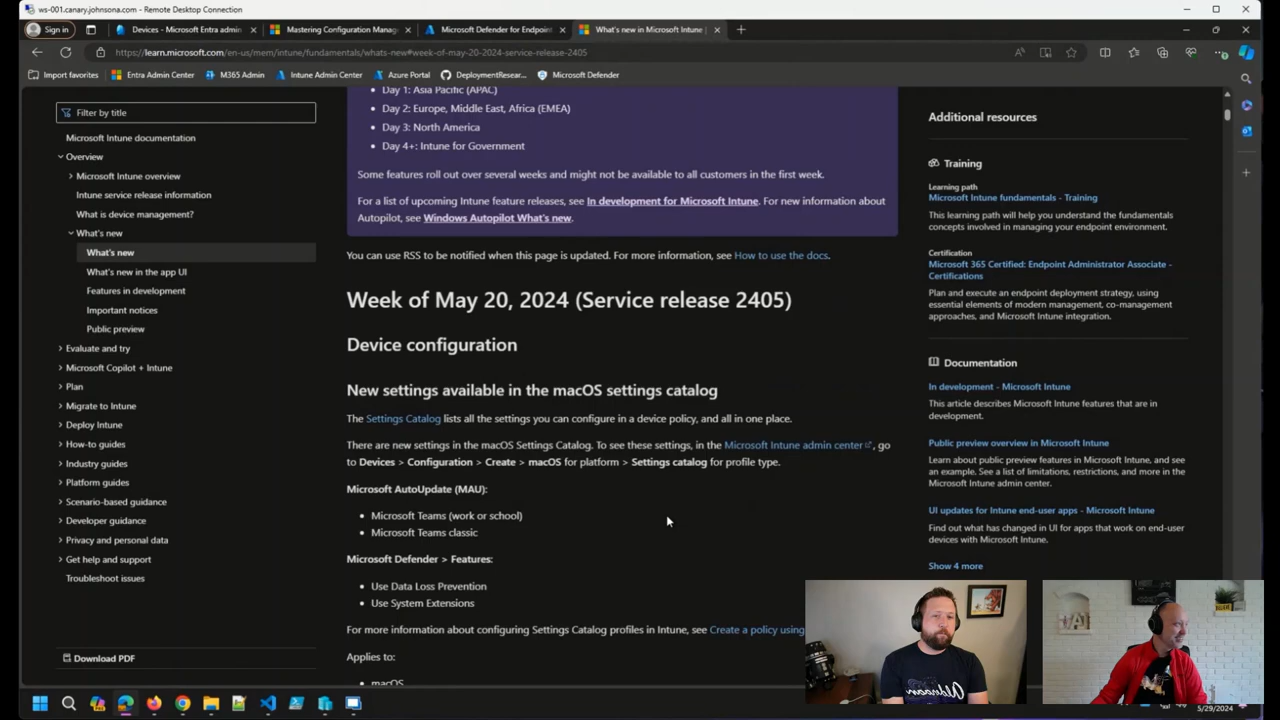 ws-001.canary.johnsona.com - Remote Desktop Connection
Sign in
Devices - Microsoft Entra admin
Mastering Configuration Manage
Microsoft Defender for Endpoint
What's new in Microsoft Intune |
https://learn.microsoft.com/en-us/mem/intune/fundamentals/whats-new#week-of-may-20-2024-service-release-2405
Import favorites
Entra Admin Center
M365 Admin
Intune Admin Center
Azure Portal
DeploymentResear...
Microsoft Defender
Filter by title
Microsoft Intune documentation
Overview
Microsoft Intune overview
Intune service release information
What is device management?
What's new
What's new
What's new in the app UI
Features in development
Important notices
Public preview
Evaluate and try
Microsoft Copilot + Intune
Plan
Migrate to Intune
Deploy Intune
How-to guides
Industry guides
Platform guides
Scenario-based guidance
Developer guidance
Privacy and personal data
Get help and support
Troubleshoot issues
Download PDF
Day 1: Asia Pacific (APAC)
Day 2: Europe, Middle East, Africa (EMEA)
Day 3: North America
Day 4+: Intune for Government
Some features roll out over several weeks and might not be available to all customers in the first week.
For a list of upcoming Intune feature releases, see In development for Microsoft Intune. For new information about
Autopilot, see Windows Autopilot What's new.
You can use RSS to be notified when this page is updated. For more information, see How to use the docs.
Week of May 20, 2024 (Service release 2405)
Device configuration
New settings available in the macOS settings catalog
The Settings Catalog lists all the settings you can configure in a device policy, and all in one place.
There are new settings in the macOS Settings Catalog. To see these settings, in the Microsoft Intune admin center, go
to Devices > Configuration > Create > macOS for platform > Settings catalog for profile type.
Microsoft AutoUpdate (MAU):
Microsoft Teams (work or school)
Microsoft Teams classic
Microsoft Defender > Features:
Use Data Loss Prevention
Use System Extensions
For more information about configuring Settings Catalog profiles in Intune, see Create a policy using
Applies to:
macOS
Additional resources
Training
Learning path
Microsoft Intune fundamentals - Training
This learning path will help you understand the fundamentals
concepts involved in managing your endpoint environment.
Certification
Microsoft 365 Certified: Endpoint Administrator Associate -
Certifications
Plan and execute an endpoint deployment strategy, using
essential elements of modern management, co-management
approaches, and Microsoft Intune integration.
Documentation
In development - Microsoft Intune
This article describes Microsoft Intune features that are in
development.
Public preview overview in Microsoft Intune
Learn about public preview features in Microsoft Intune, and see
an example. See a list of limitations, restrictions, and more in the
Microsoft Intune admin center.
UI updates for Intune end-user apps - Microsoft Intune
Find out what has changed in UI for apps that work on end-user
devices with Microsoft Intune.
Show 4 more
Alderaan
5/29/2024